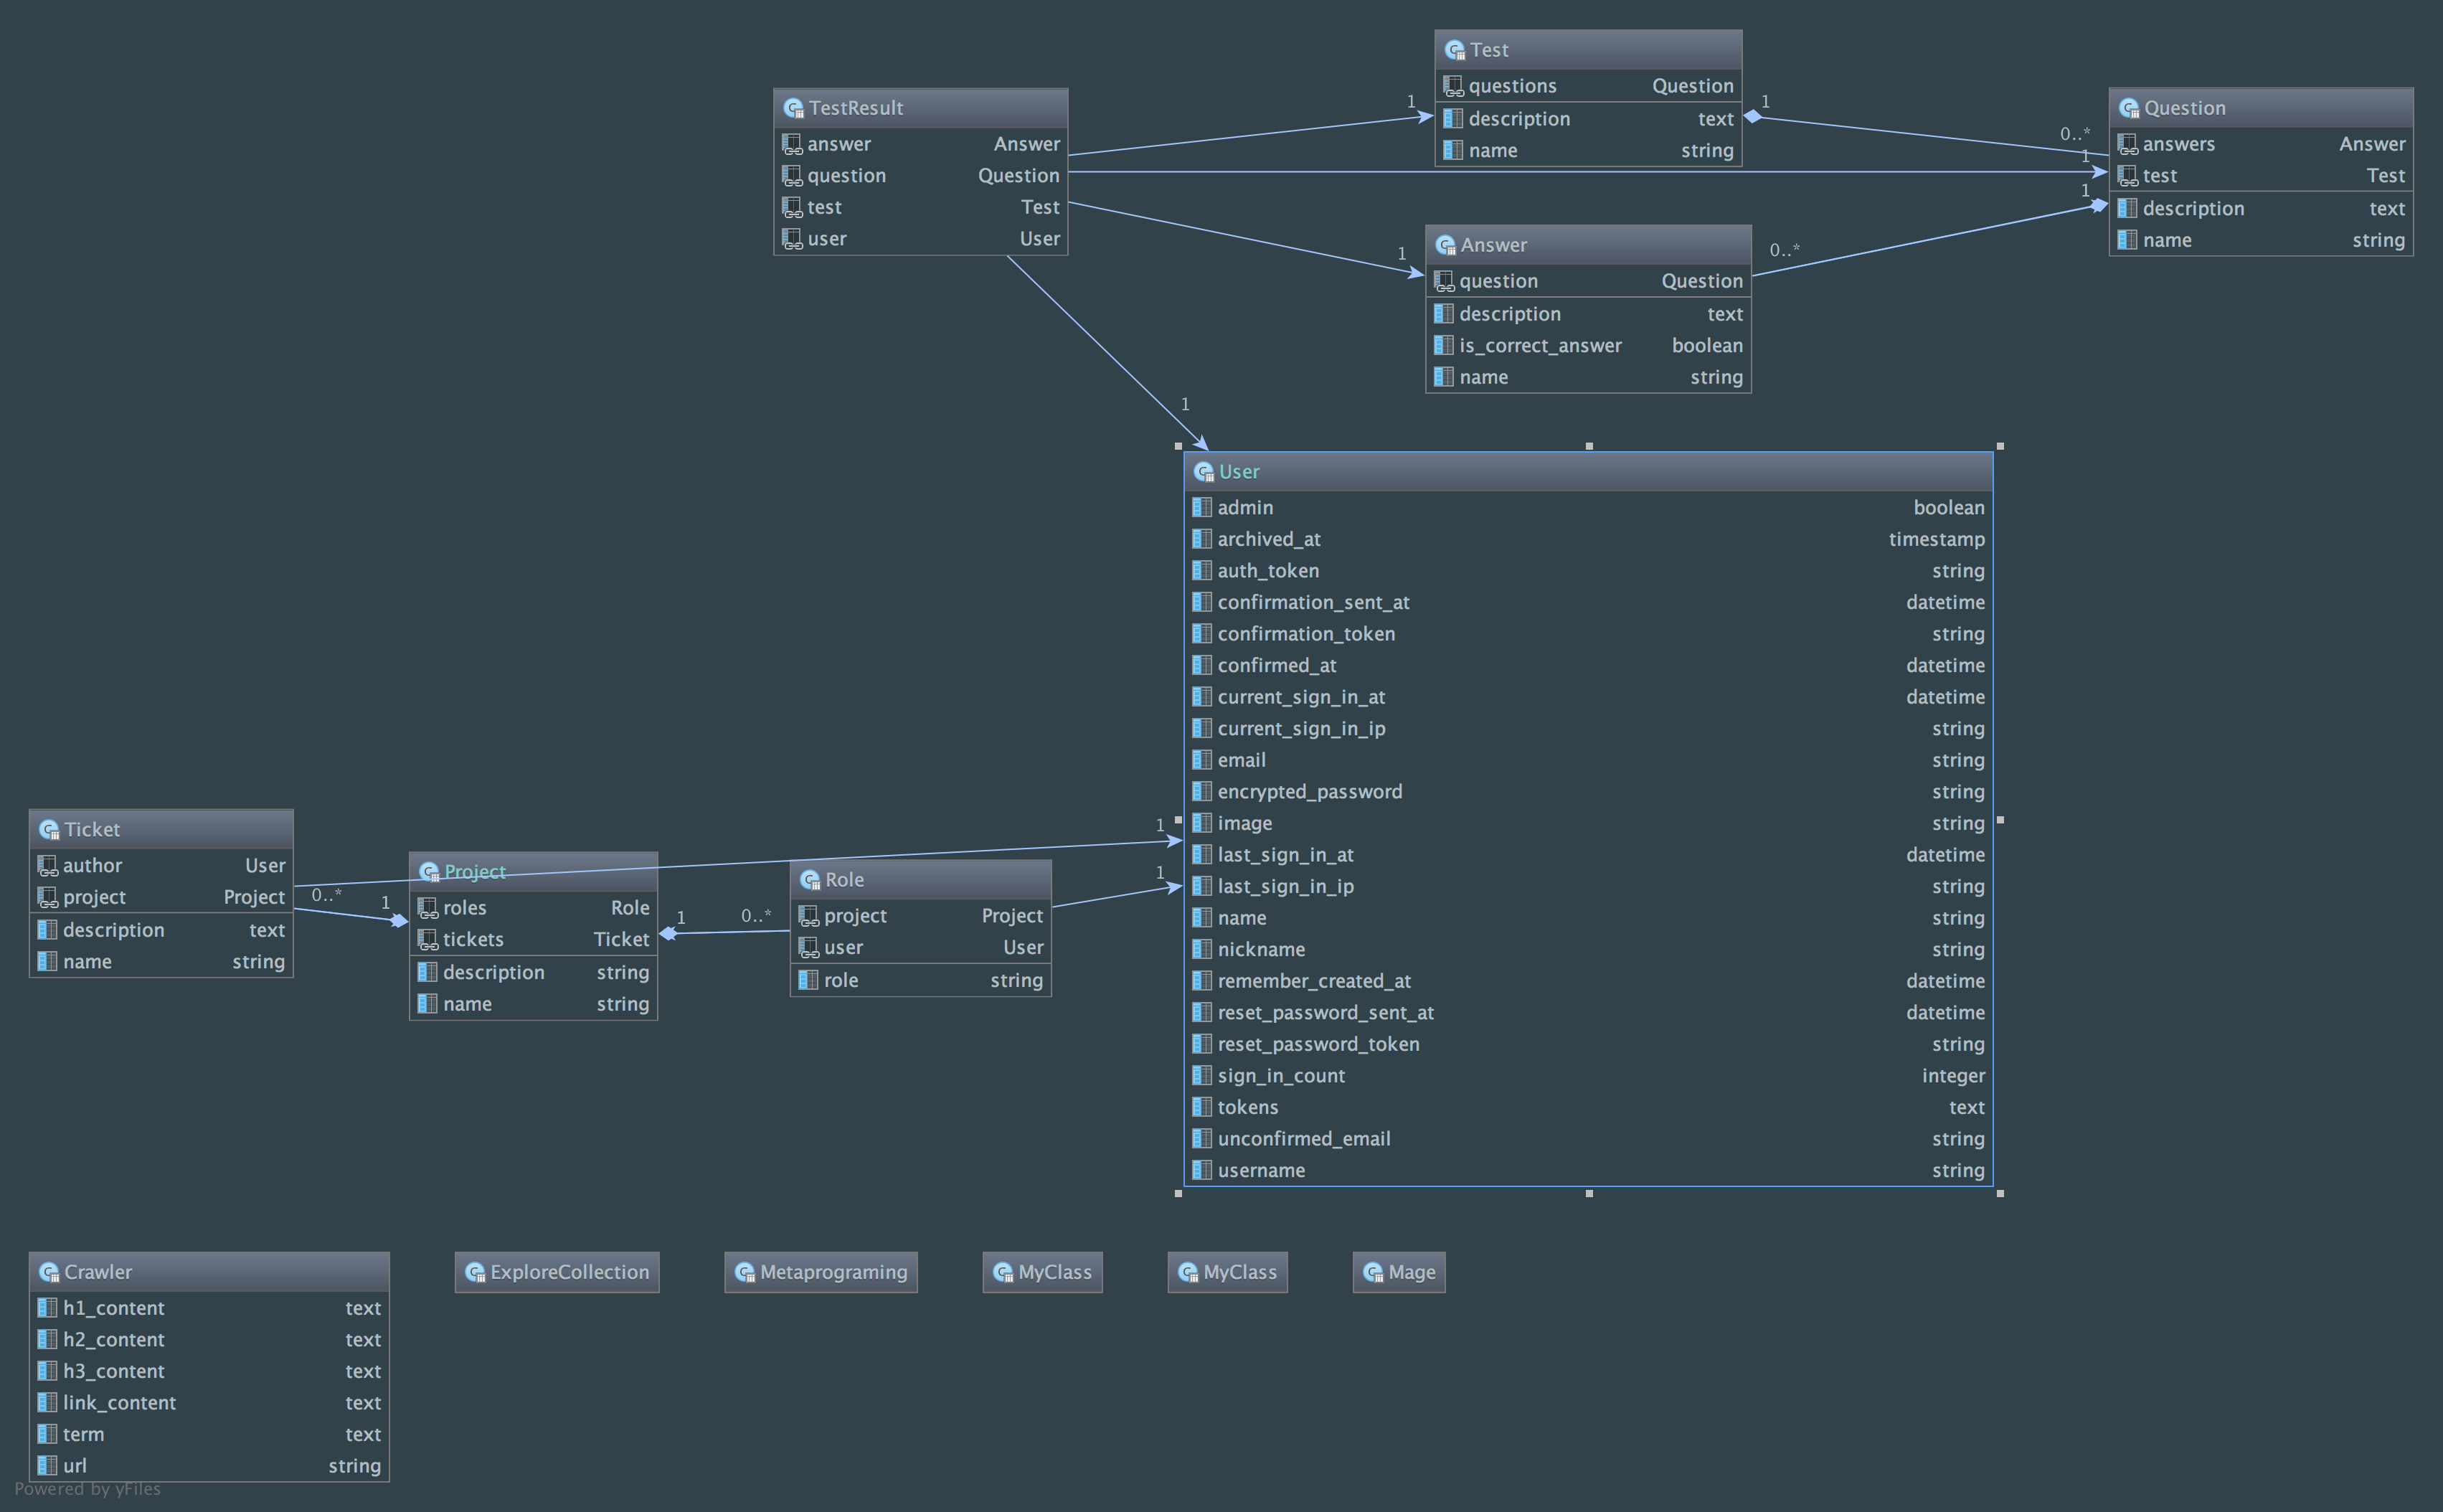 Test
questions Question
description text
name string
TestResult
answer Answer
question Question
test Test
user User
Question
answers Answer
test Test
description text
name string
1
1
0..*
1
1
1
0..*
1
Answer
question Question
description text
is_correct_answer boolean
name string
User
admin boolean
archived_at timestamp
auth_token string
confirmation_sent_at datetime
confirmation_token string
confirmed_at datetime
current_sign_in_at datetime
current_sign_in_ip string
email string
encrypted_password string
image string
last_sign_in_at datetime
last_sign_in_ip string
name string
nickname string
remember_created_at datetime
reset_password_sent_at datetime
reset_password_token string
sign_in_count integer
tokens text
unconfirmed_email string
username string
Ticket
author User
project Project
description text
name string
0..*
1
Project
roles Role
tickets Ticket
description string
name string
1
0..*
Role
project Project
user User
role string
1
1
Crawler
h1_content text
h2_content text
h3_content text
link_content text
term text
url string
ExploreCollection
Metaprograming
MyClass
MyClass
Mage
Powered by yFiles